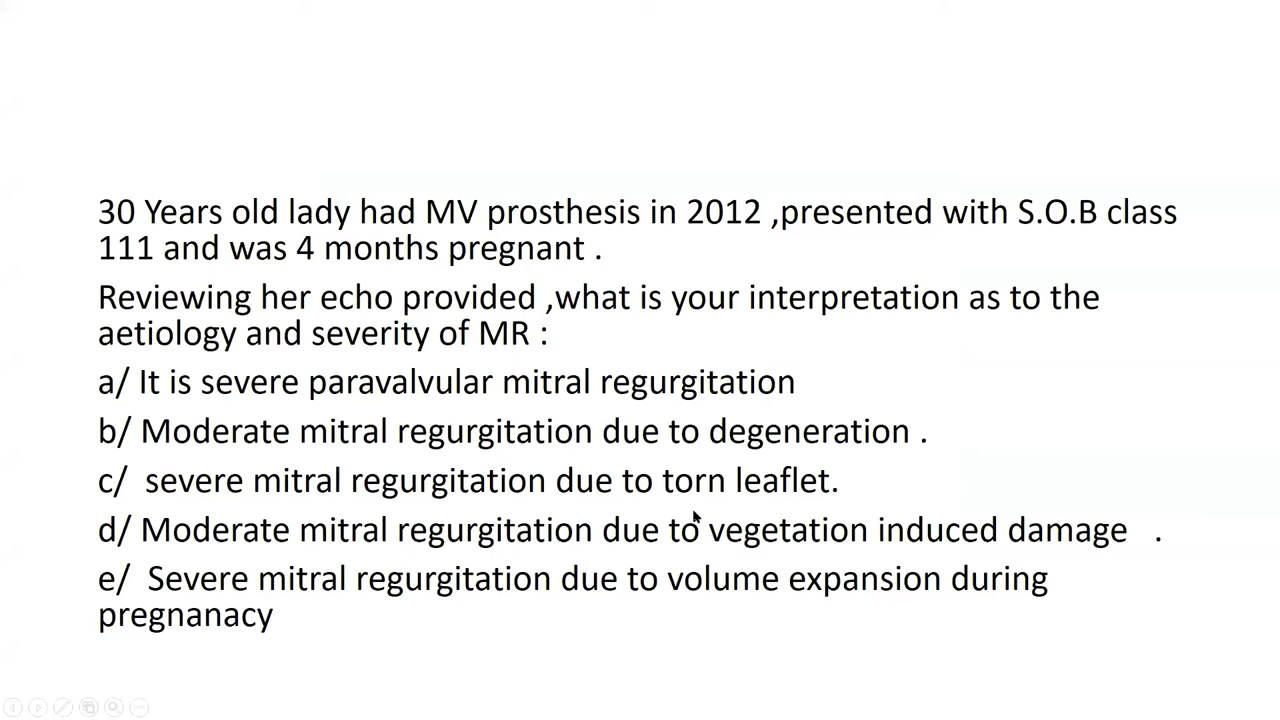 30 Years old lady had MV prosthesis in 2012 ,presented with S.O.B class
111 and was 4 months pregnant .
Reviewing her echo provided ,what is your interpretation as to the
aetiology and severity of MR :
a/ It is severe paravalvular mitral regurgitation
b/ Moderate mitral regurgitation due to degeneration .
c/ severe mitral regurgitation due to torn leaflet.
d/ Moderate mitral regurgitation due to vegetation induced damage .
e/ Severe mitral regurgitation due to volume expansion during
pregnanacy